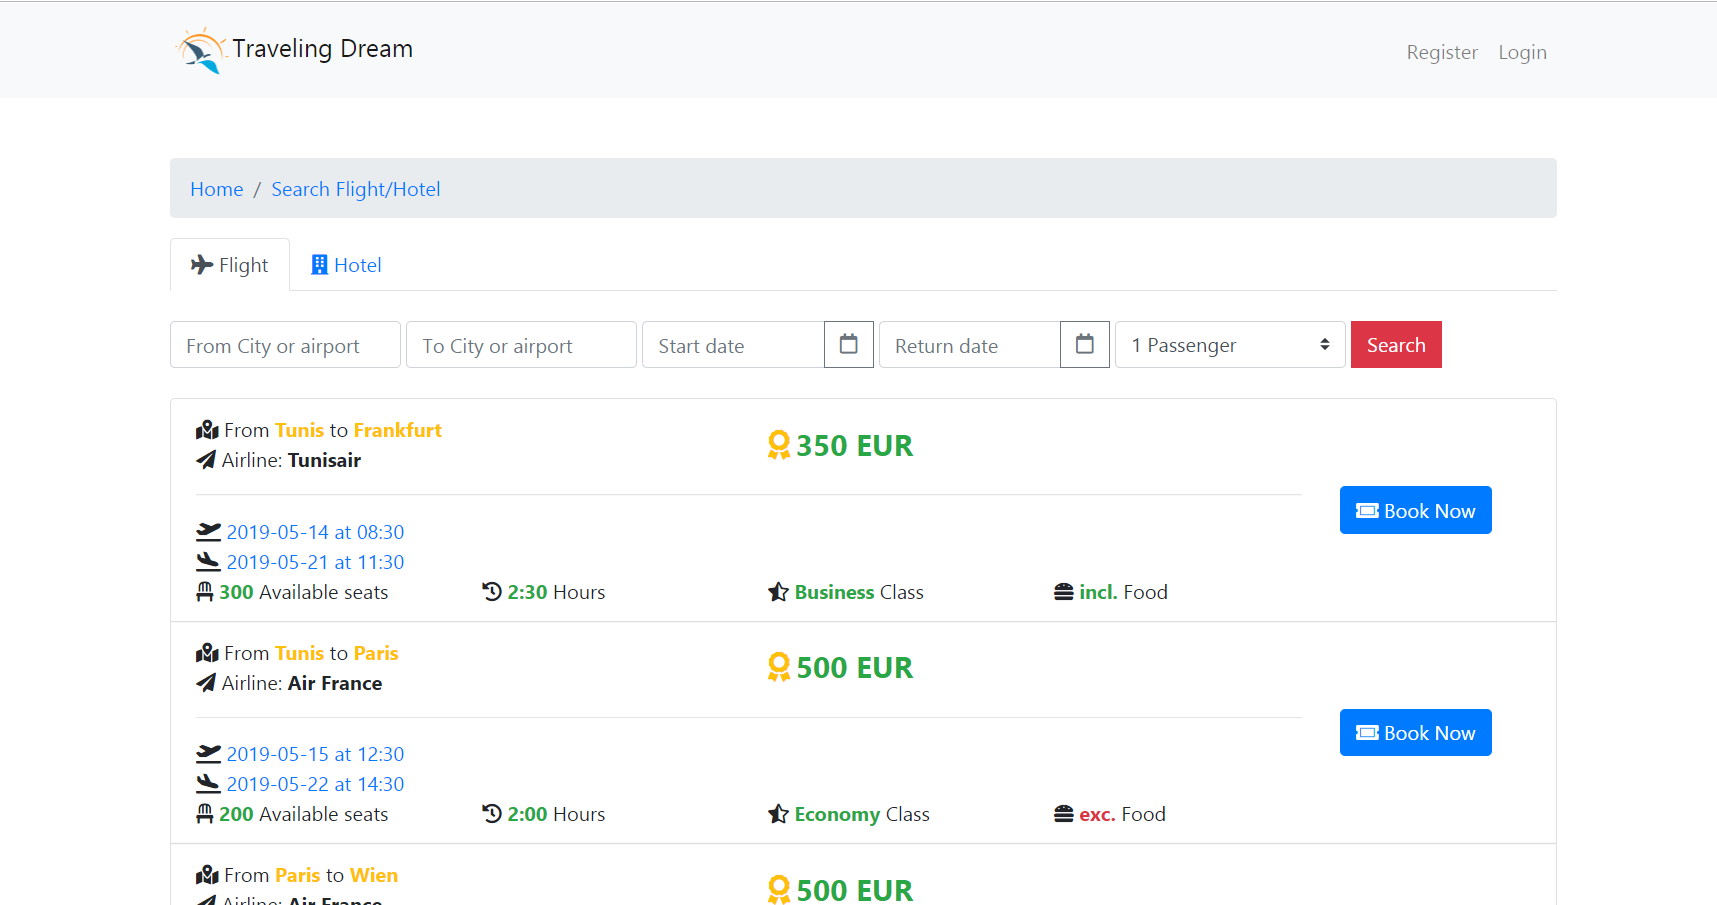 Traveling Dream
Register Login
Home / Search Flight/Hotel
Flight Hotel
From City or airport To City or airport Start date Return date 1 Passenger Search
From Tunis to Frankfurt
350 EUR
Airline: Tunisair
Book Now
2019-05-14 at 08:30
2019-05-21 at 11:30
300 Available seats 2:30 Hours Business Class incl. Food
From Tunis to Paris
500 EUR
Airline: Air France
Book Now
2019-05-15 at 12:30
2019-05-22 at 14:30
200 Available seats 2:00 Hours Economy Class exc. Food
From Paris to Wien
500 EUR
Airline: Air France